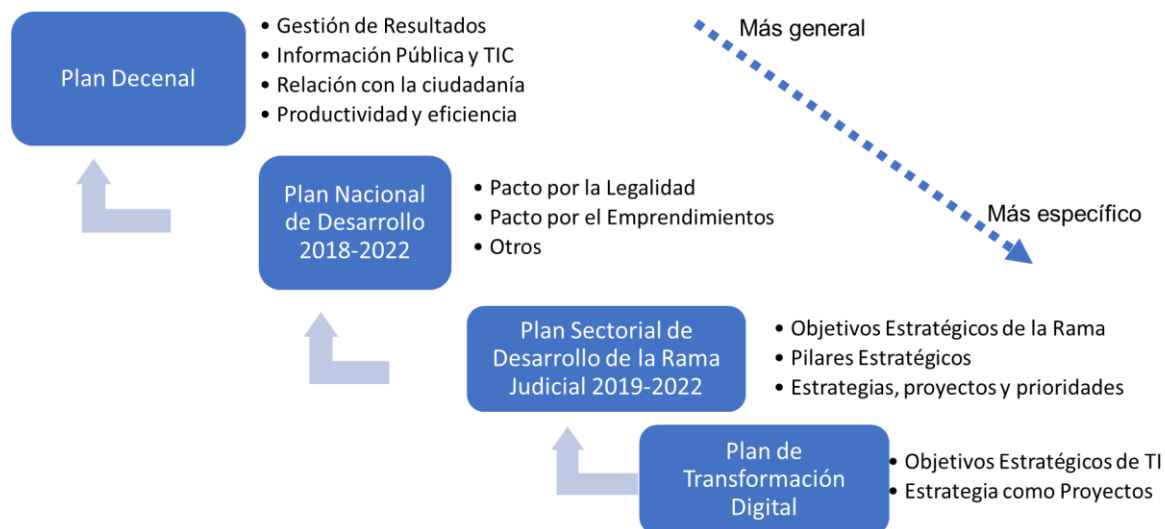 Plan Decenal
• Gestión de Resultados
• Información Pública y TIC
• Relación con la ciudadanía
• Productividad y eficiencia
Más general
Más específico
Plan Nacional
de Desarrollo
2018-2022
• Pacto por la Legalidad
• Pacto por el Emprendimientos
• Otros
Plan Sectorial de
Desarrollo de la Rama
Judicial 2019-2022
• Objetivos Estratégicos de la Rama
• Pilares Estratégicos
• Estrategias, proyectos y prioridades
Plan de
Transformación
Digital
• Objetivos Estratégicos de TI
• Estrategia como Proyectos